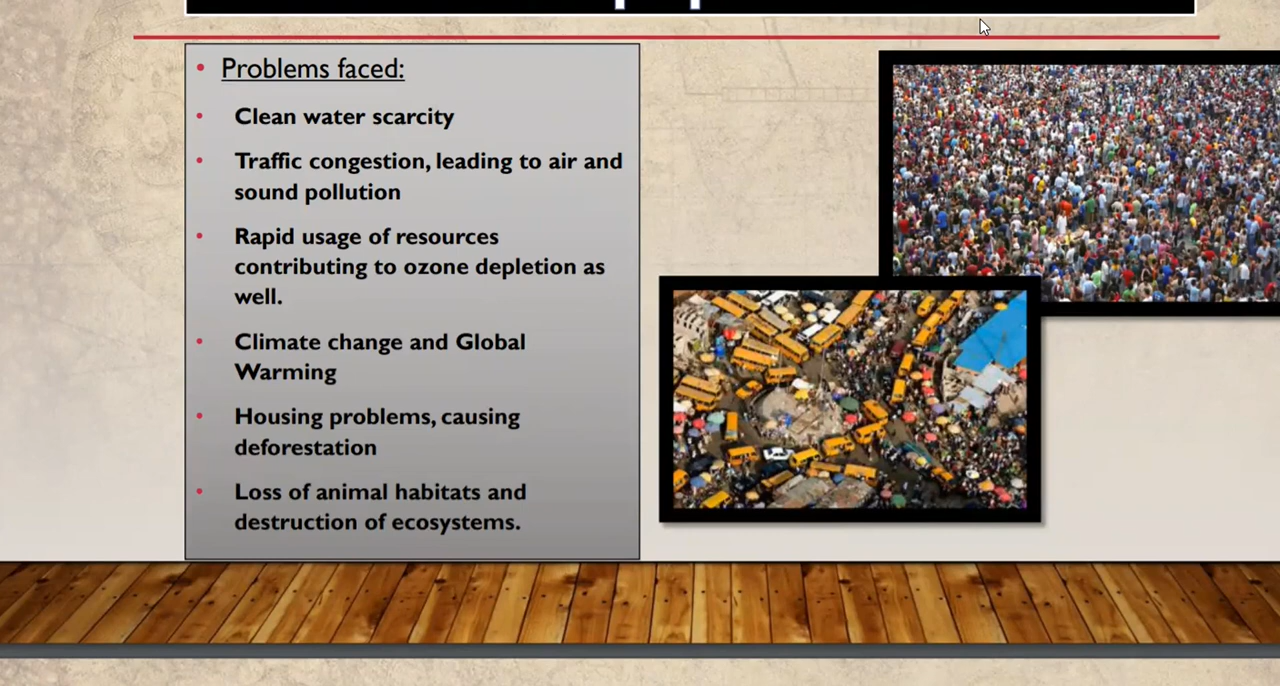 Problems faced:
Clean water scarcity
Traffic congestion, leading to air and
sound pollution
Rapid usage of resources
contributing to ozone depletion as
well.
Climate change and Global
Warming
Housing problems, causing
deforestation
Loss of animal habitats and
destruction of ecosystems.